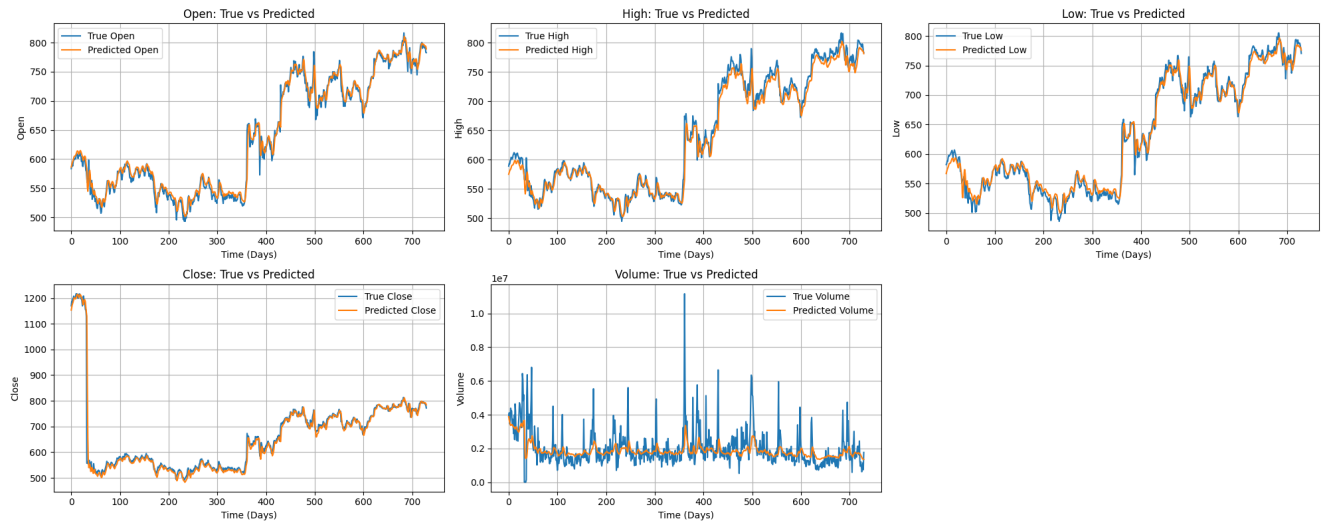 Open: True vs Predicted
True Open
Predicted Open
800
750
700
650
600
550
500
Open
0 100 200 300 400 500 600 700
Time (Days)
High: True vs Predicted
True High
Predicted High
800
750
700
650
600
550
500
High
0 100 200 300 400 500 600 700
Time (Days)
Low: True vs Predicted
True Low
Predicted Low
800
750
700
650
600
550
500
Low
0 100 200 300 400 500 600 700
Time (Days)
Close: True vs Predicted
True Close
Predicted Close
1200
1100
1000
900
800
700
600
500
Close
0 100 200 300 400 500 600 700
Time (Days)
1e7
Volume: True vs Predicted
True Volume
Predicted Volume
1.0
0.8
0.6
0.4
0.2
0.0
Volume
0 100 200 300 400 500 600 700
Time (Days)